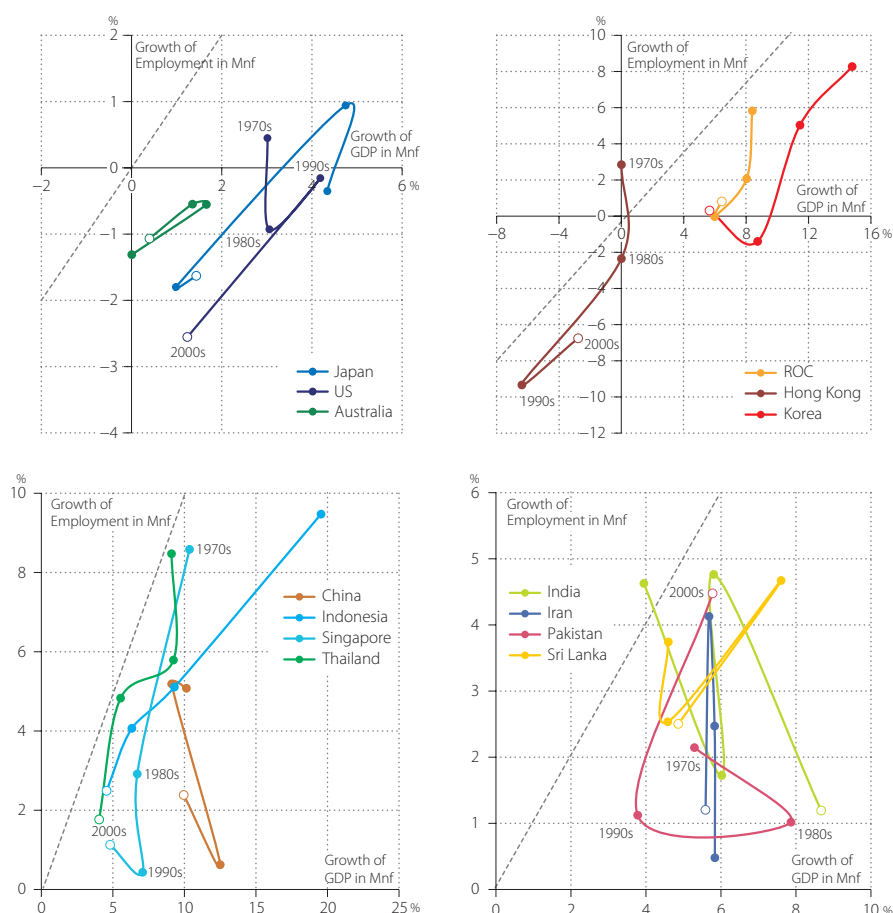 %
2
Growth of
Employment in Mnf
1
1970s
Growth of
GDP in Mnf
1990s
0
−2
0
2
4
6 %
−1
1980s
−2
2000s
−3
−4
Japan
US
Australia
%
10
Growth of
Employment in Mnf
8
6
4
1970s
2
Growth of
GDP in Mnf
0
−8
−4
0
4
8
12
16 %
−2
1980s
−4
−6
2000s
−8
1990s
−10
−12
ROC
Hong Kong
Korea
%
10
Growth of
Employment in Mnf
1970s
8
China
Indonesia
Singapore
Thailand
6
4
1980s
2
2000s
1990s
Growth of
GDP in Mnf
0
0
5
10
15
20
25 %
%
6
Growth of
Employment in Mnf
5
India
Iran
Pakistan
Sri Lanka
2000s
4
3
2
1970s
1
1990s
1980s
Growth of
GDP in Mnf
0
0
2
4
6
8
10 %